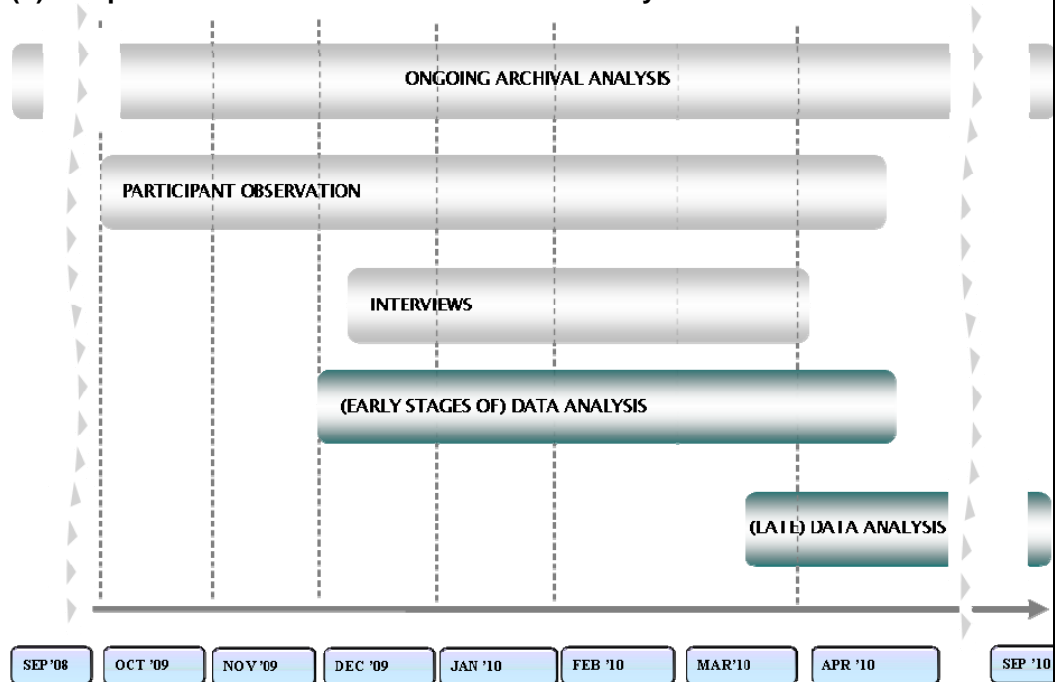 ONGOING ARCHIVAL ANALYSIS
PARTICIPANT OBSERVATION
INTERVIEWS
(EARLY STAGES OF) DATA ANALYSIS
(LATE) DATA ANALYSIS
SEP '08 OCT '09 NOV '09 DEC '09 JAN '10 FEB '10 MAR'10 APR '10 SEP '10